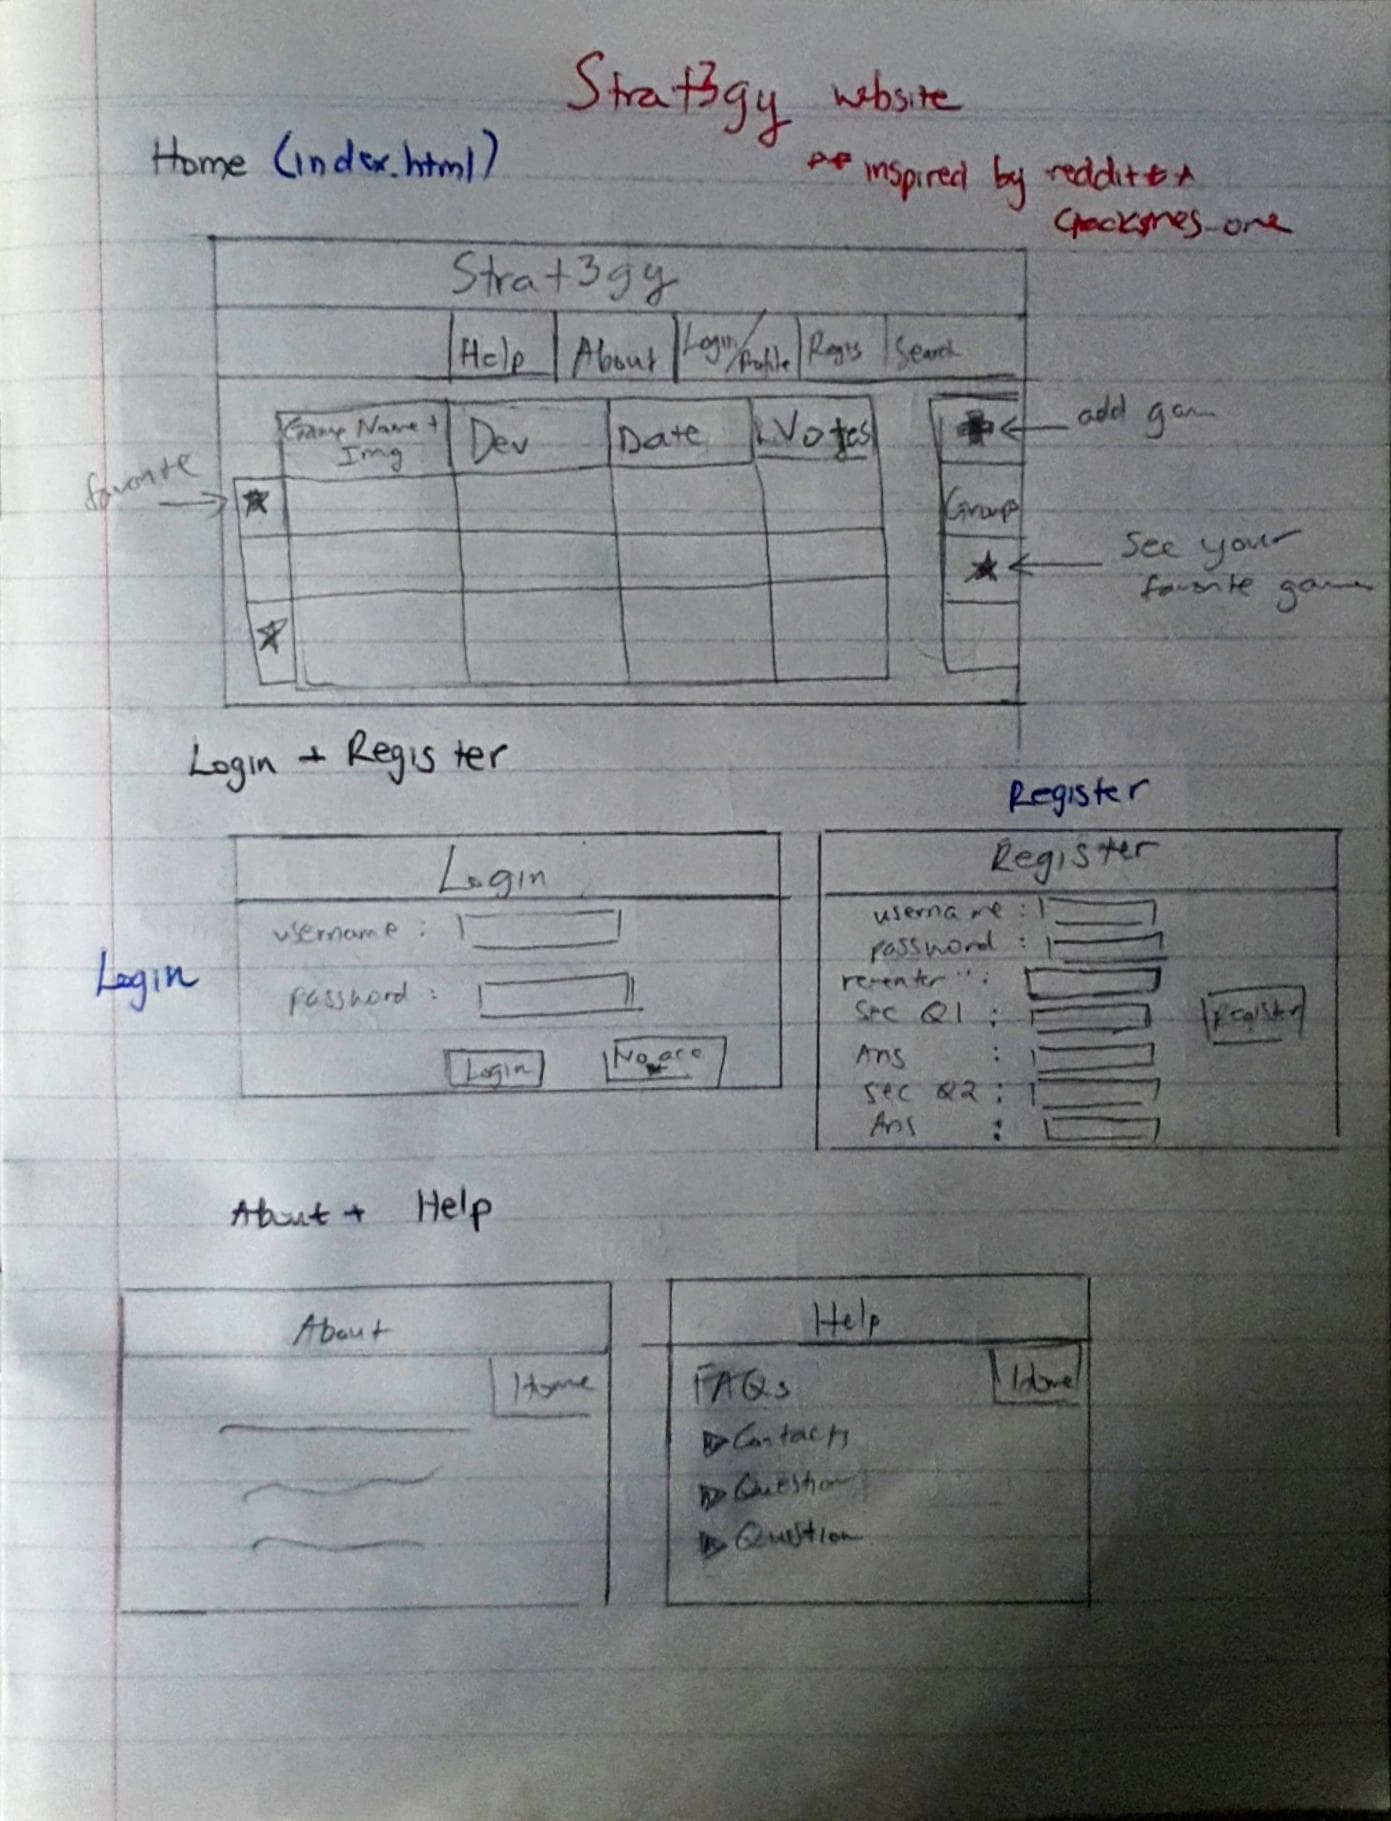 Strat3gy website
Home (index.html)
** inspired by reddit +
crackmes.one
Strat3gy
Help About Login/Profile Regis Search
Game Name + Img Dev Date Votes
add game
favorite
Groups
See your
favorite game
Login + Register
Register
Login
username :
password :
Login No acc
Login
Register
username :
password :
reenter " :
Sec Q1 :
Ans :
Sec Q2 :
Ans :
Register
About + Help
About
Home
Help
FAQs
Home
Contacts
Question
Question